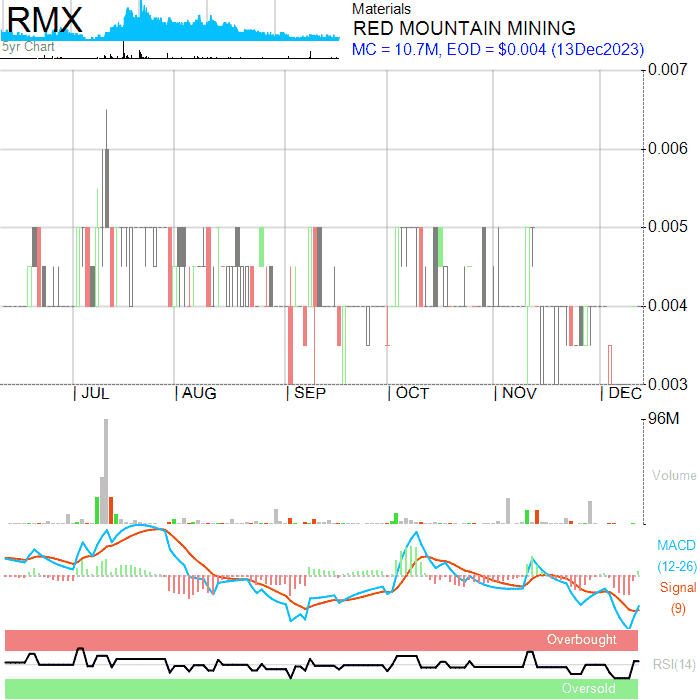 RMX
5yr Chart
Materials
RED MOUNTAIN MINING
MC = 10.7M, EOD = $0.004 (13Dec2023)
0.007
0.006
0.005
0.004
0.003
JUL
AUG
SEP
OCT
NOV
DEC
96M
Volume
MACD
(12-26)
Signal
(9)
Overbought
RSI(14)
Oversold